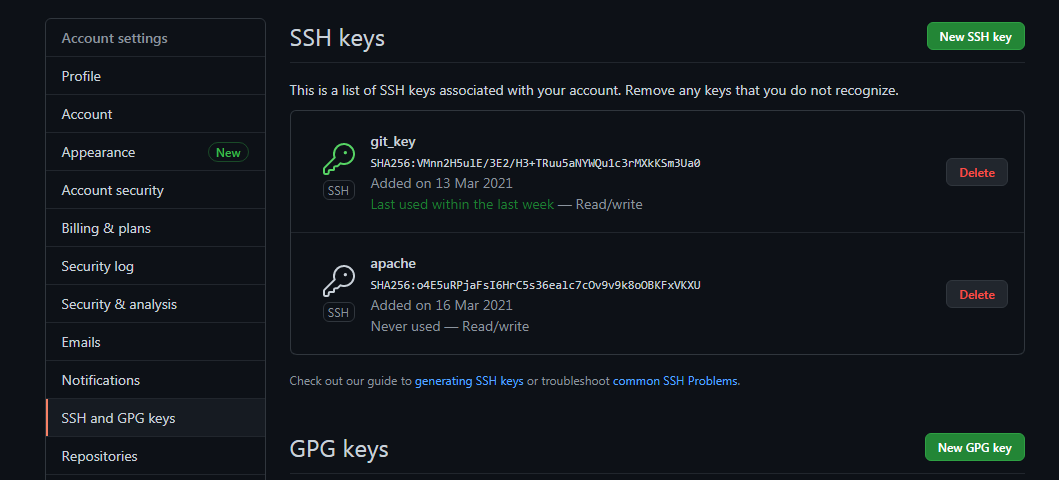 Account settings
Profile
Account
Appearance New
Account security
Billing & plans
Security log
Security & analysis
Emails
Notifications
SSH and GPG keys
Repositories
SSH keys
New SSH key
This is a list of SSH keys associated with your account. Remove any keys that you do not recognize.
git_key
SHA256:VMnn2H5ulE/3E2/H3+TRuu5aNYWQu1c3rMXkKSm3Ua0
Added on 13 Mar 2021
Last used within the last week — Read/write
SSH
Delete
apache
SHA256:o4E5uRPjaFsI6HrC5s36ea1c7cOv9v9k8oOBKFxVKXU
Added on 16 Mar 2021
Never used — Read/write
SSH
Delete
Check out our guide to generating SSH keys or troubleshoot common SSH Problems.
GPG keys
New GPG key